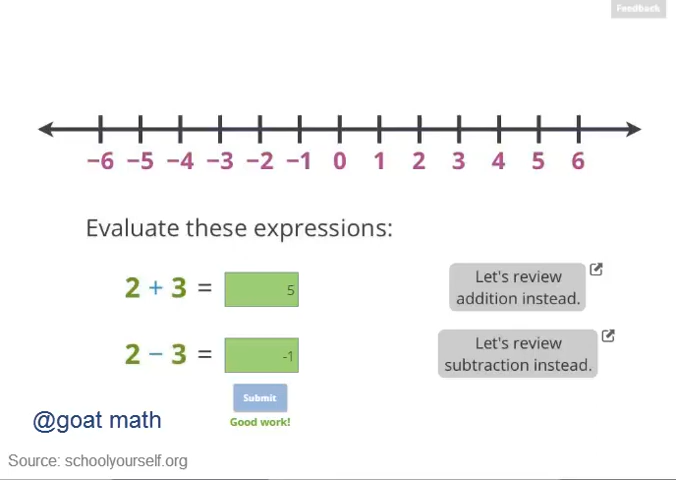 Feedback
−6 −5 −4 −3 −2 −1 0 1 2 3 4 5 6
Evaluate these expressions:
2 + 3 = 5
Let's review
addition instead.
2 − 3 = -1
Let's review
subtraction instead.
Submit
Good work!
@goat math
Source: schoolyourself.org